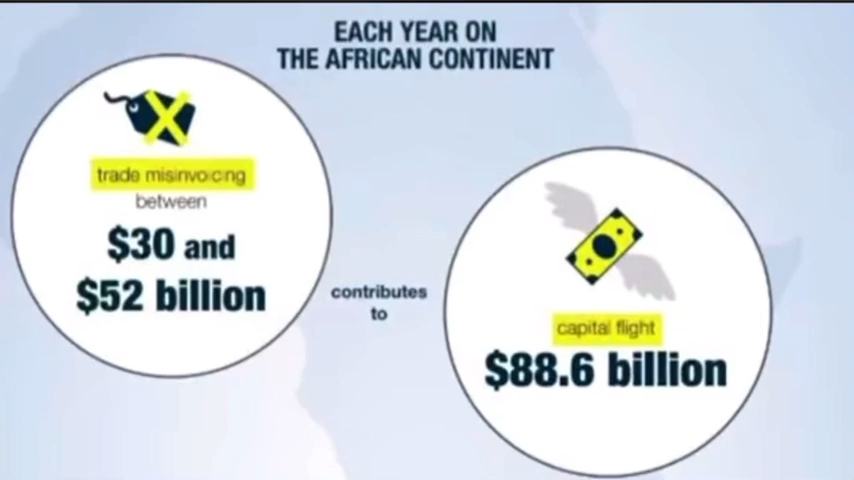 EACH YEAR ON
THE AFRICAN CONTINENT
trade misinvoicing
between
$30 and
$52 billion
contributes
to
capital flight
$88.6 billion